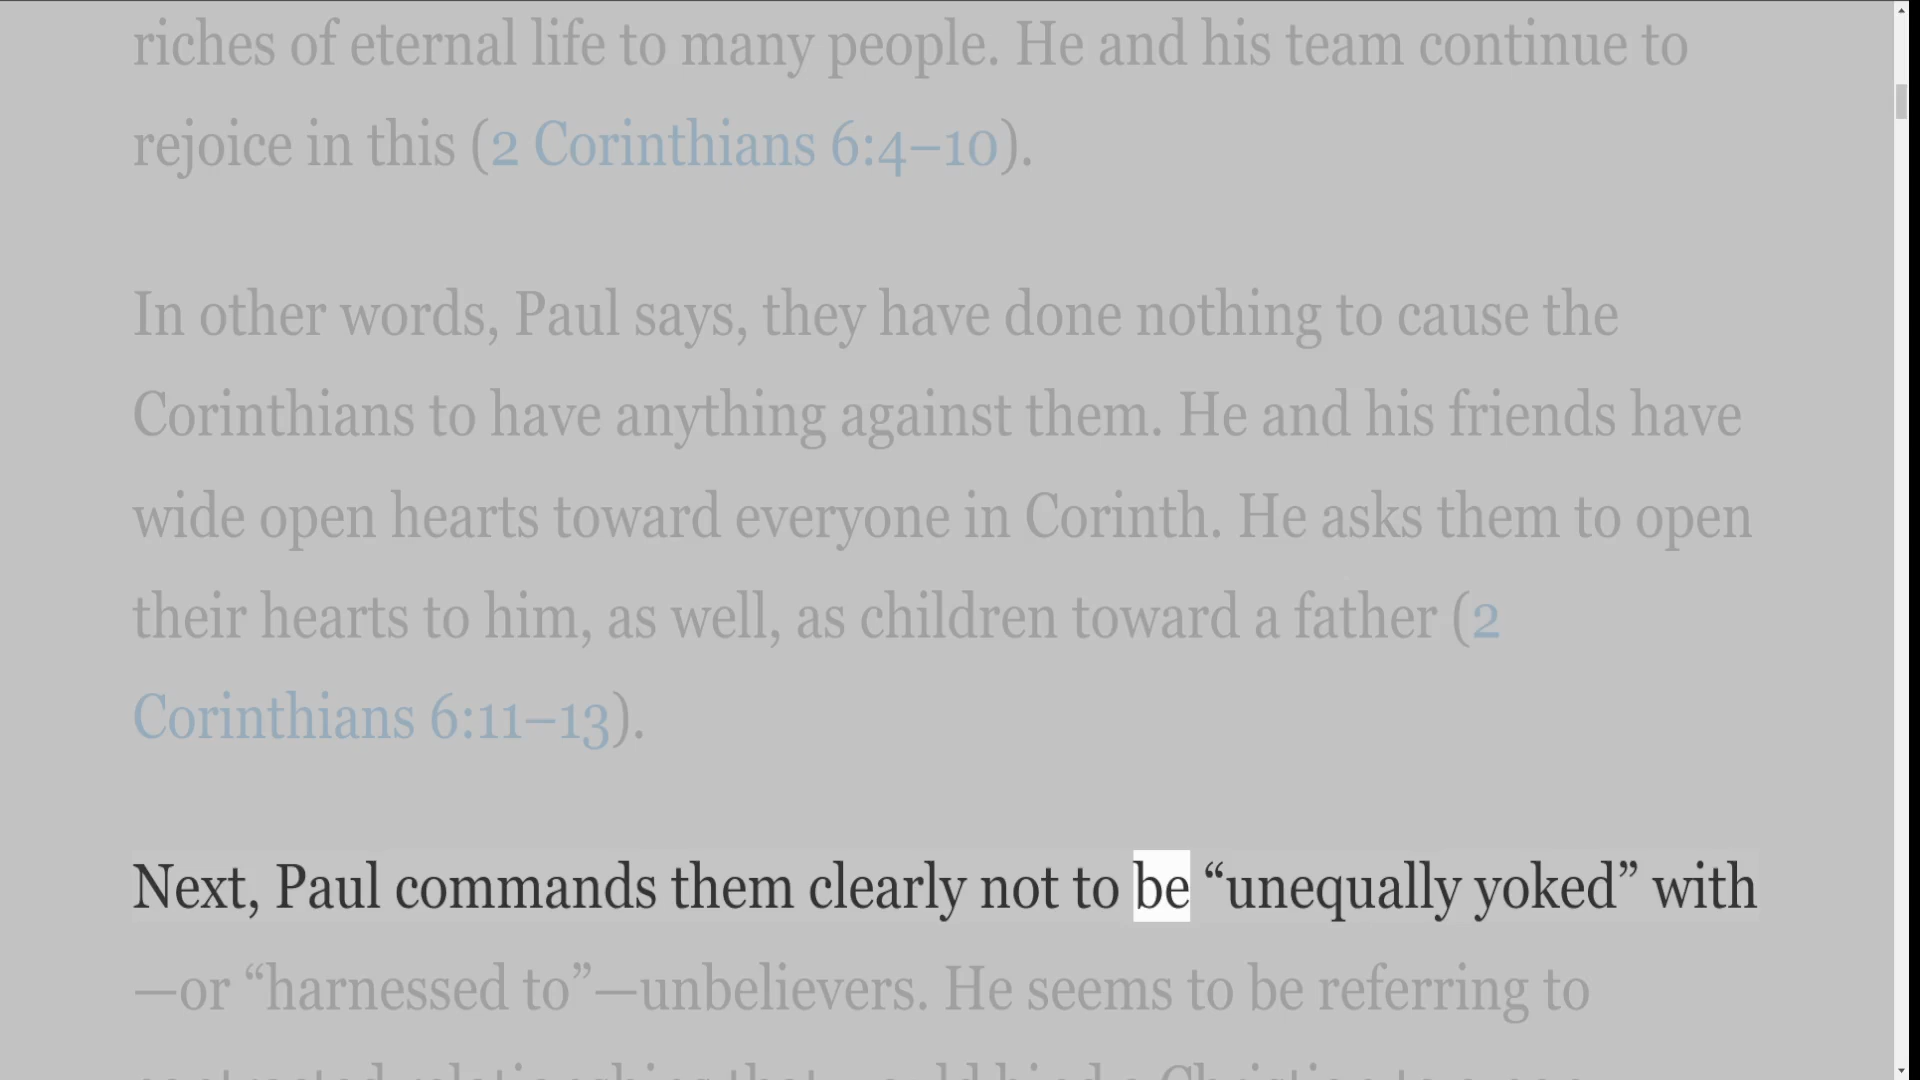 riches of eternal life to many people. He and his team continue to
rejoice in this (2 Corinthians 6:4–10).
In other words, Paul says, they have done nothing to cause the
Corinthians to have anything against them. He and his friends have
wide open hearts toward everyone in Corinth. He asks them to open
their hearts to him, as well, as children toward a father (2
Corinthians 6:11–13).
Next, Paul commands them clearly not to be “unequally yoked” with
—or “harnessed to”—unbelievers. He seems to be referring to